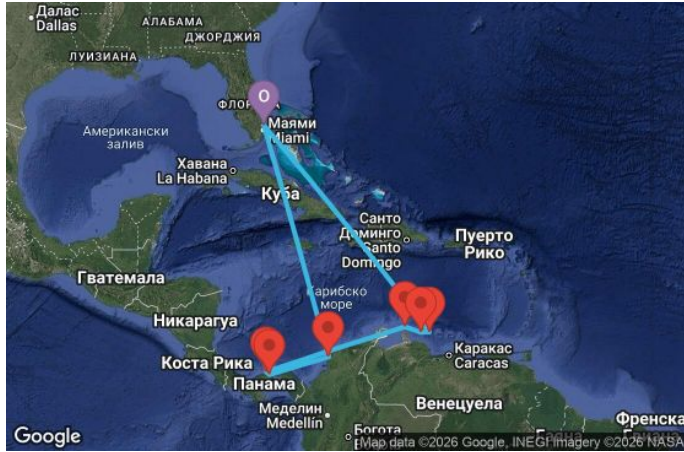 Далас
Dallas
АЛАБАМА
ДЖОРДЖИЯ
ЛУИЗИАНА
O
Маями
Miami
Американски
залив
Хавана
La Habana
Куба
Санто
Доминго
Santo
Domingo
Пуерто
Рико
Гватемала
Карибско
море
Никарагуа
Коста Рика
Панама
Каракас
Caracas
Меделин
Medellín
Венецуела
Богота
Френска
Google
Map data ©2026 Google, INEGI Imagery ©2026 NASA